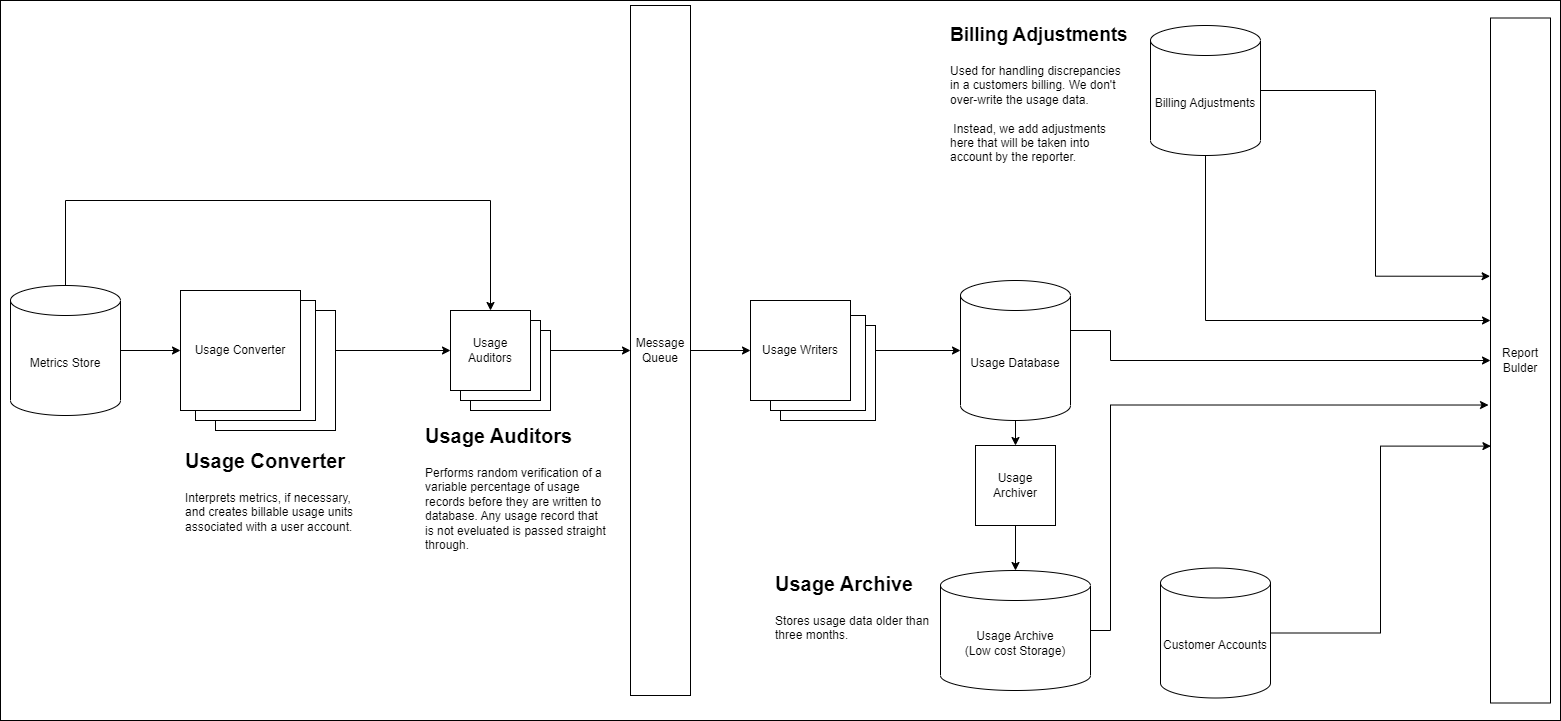 Billing Adjustments
Used for handling discrepancies
in a customers billing. We don't
over-write the usage data.
Instead, we add adjustments
here that will be taken into
account by the reporter.
Billing Adjustments
Metrics Store
Usage Converter
Usage
Auditors
Message
Queue
Usage Writers
Usage Database
Report
Bulder
Usage Converter
Interprets metrics, if necessary,
and creates billable usage units
associated with a user account.
Usage Auditors
Performs random verification of a
variable percentage of usage
records before they are written to
database. Any usage record that
is not eveluated is passed straight
through.
Usage
Archiver
Usage Archive
Stores usage data older than
three months.
Usage Archive
(Low cost Storage)
Customer Accounts